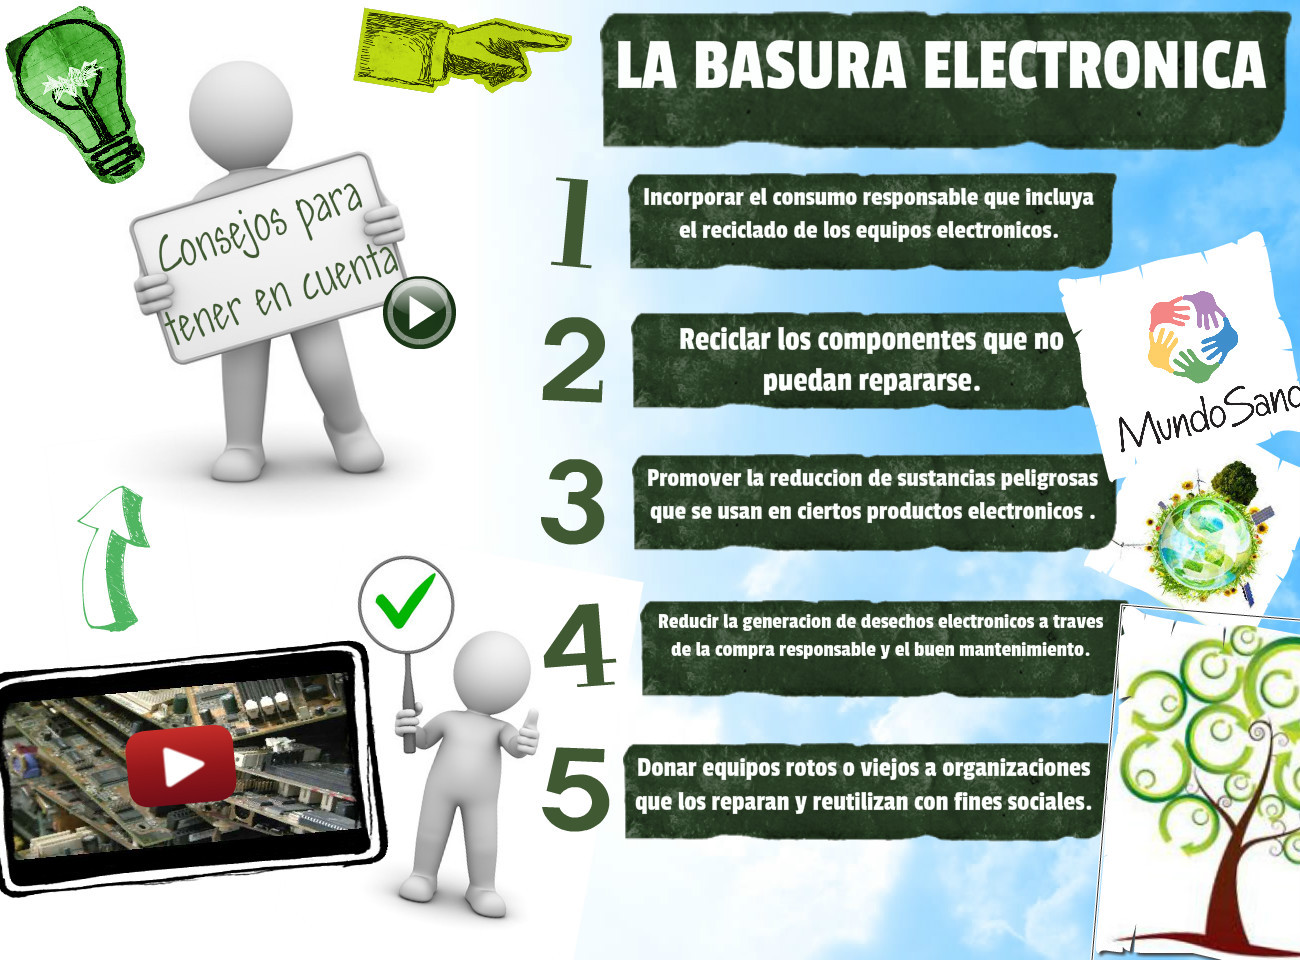 LA BASURA ELECTRONICA
Consejos para
tener en cuenta
1
Incorporar el consumo responsable que incluya
el reciclado de los equipos electronicos.
2
Reciclar los componentes que no
puedan repararse.
3
Promover la reduccion de sustancias peligrosas
que se usan en ciertos productos electronicos .
4
Reducir la generacion de desechos electronicos a traves
de la compra responsable y el buen mantenimiento.
5
Donar equipos rotos o viejos a organizaciones
que los reparan y reutilizan con fines sociales.
MundoSano